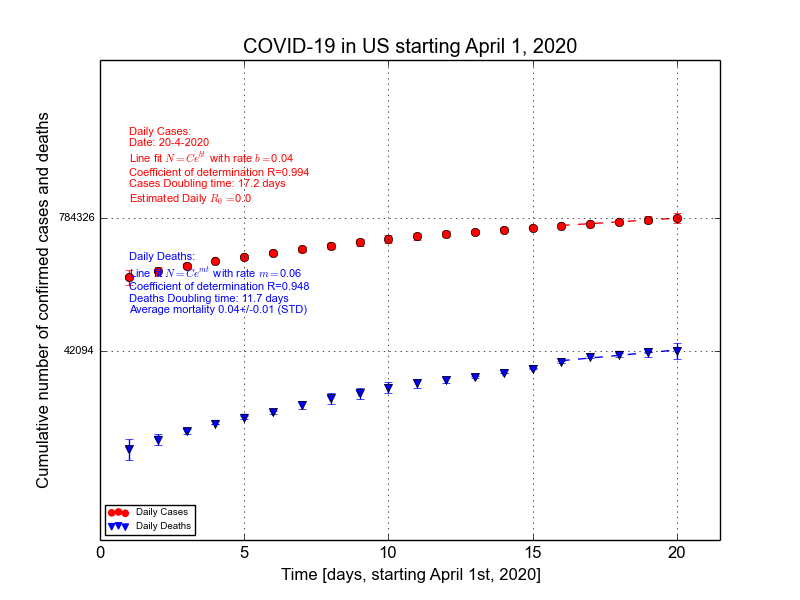 COVID-19 in US starting April 1, 2020
Cumulative number of confirmed cases and deaths
Daily Cases:
Date: 20-4-2020
Line fit N=Ce^{bt} with rate b=0.04
Coefficient of determination R=0.994
Cases Doubling time: 17.2 days
Estimated Daily R_0 =0.0
784326
Daily Deaths:
Line fit N=Ce^{mt} with rate m=0.06
Coefficient of determination R=0.948
Deaths Doubling time: 11.7 days
Average mortality 0.04+/-0.01 (STD)
42094
Daily Cases
Daily Deaths
0 5 10 15 20
Time [days, starting April 1st, 2020]